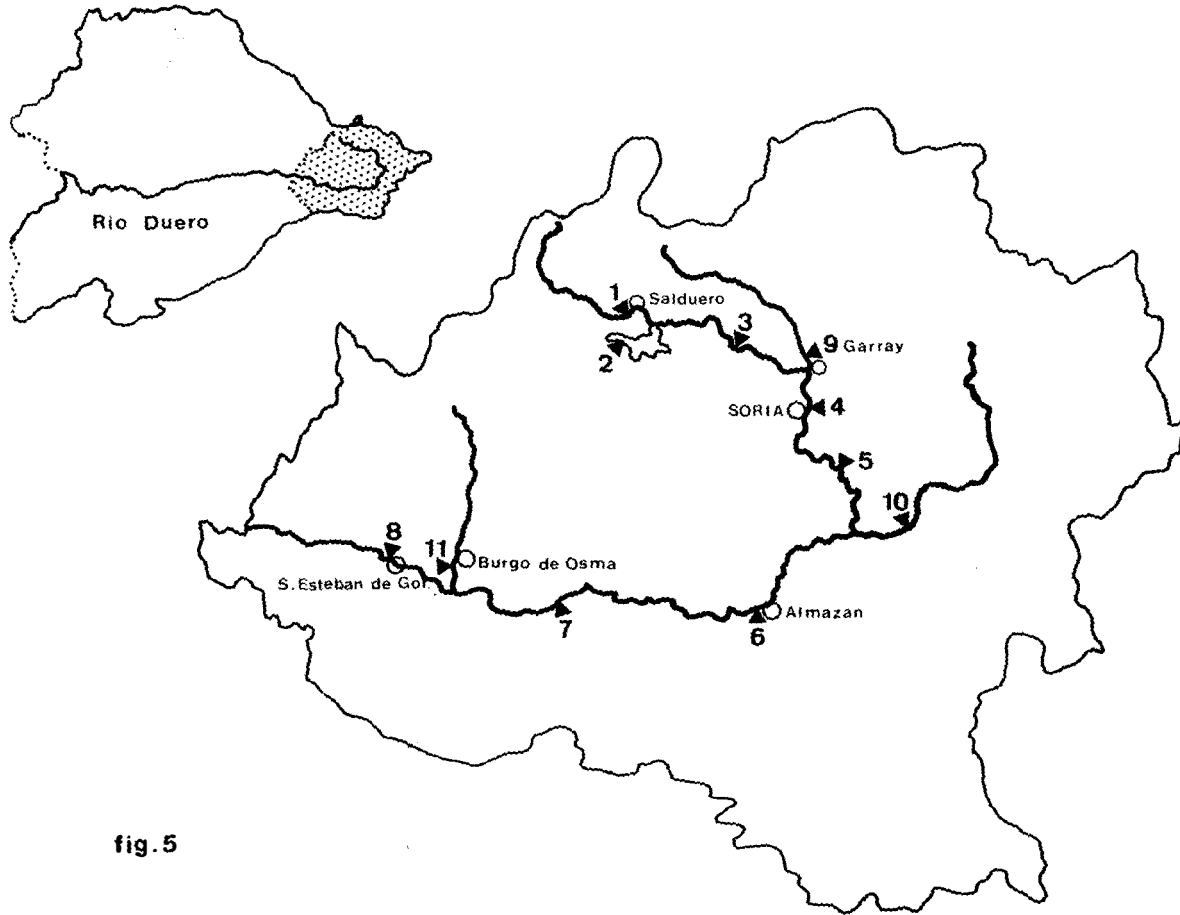 Rio Duero
1
Salduero
3
2
9 Garray
SORIA
4
5
10
8
11
Burgo de Osma
S. Esteban de Gor.
7
6
Almazan
fig.5